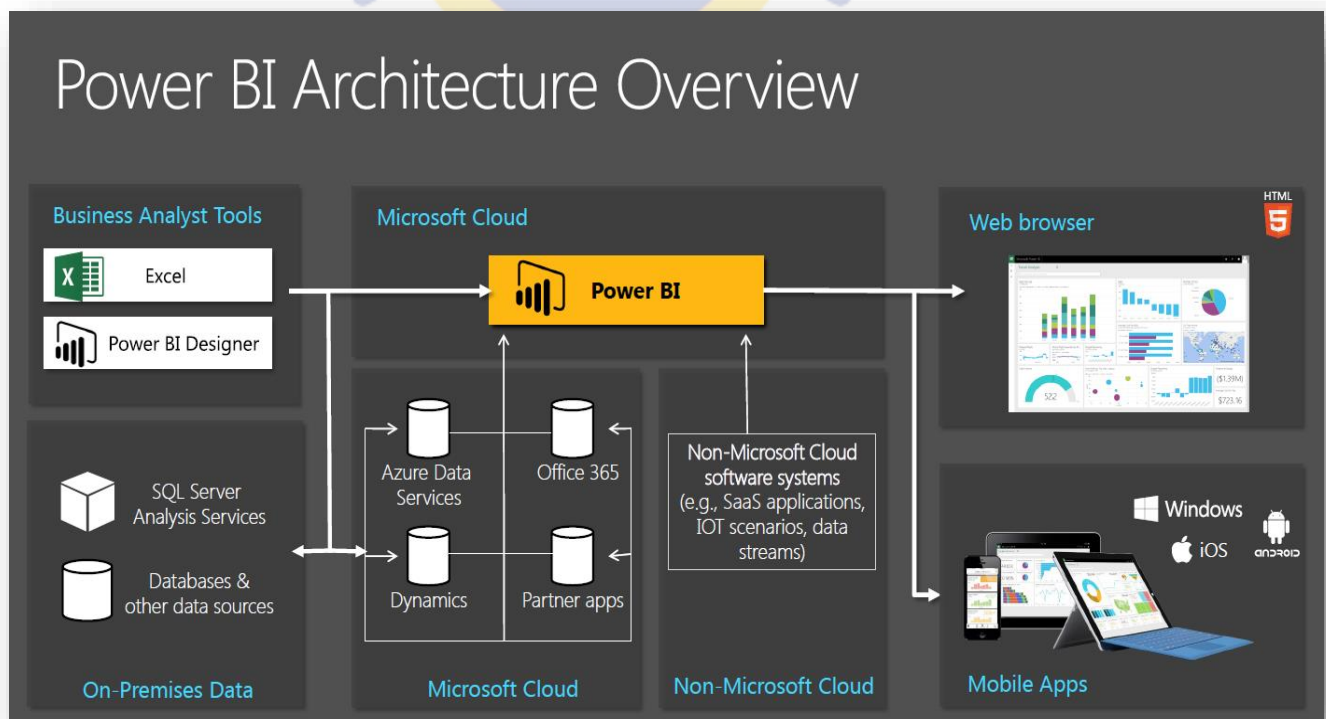 Power BI Architecture Overview
Business Analyst Tools
Excel
Power BI Designer
SQL Server
Analysis Services
Databases &
other data sources
On-Premises Data
Microsoft Cloud
Power BI
Azure Data
Services
Office 365
Dynamics
Partner apps
Microsoft Cloud
Non-Microsoft Cloud
software systems
(e.g., SaaS applications,
IOT scenarios, data
streams)
Non-Microsoft Cloud
Web browser
HTML
5
522
($1.39M)
$723.16
Windows
iOS
ANDROID
Mobile Apps